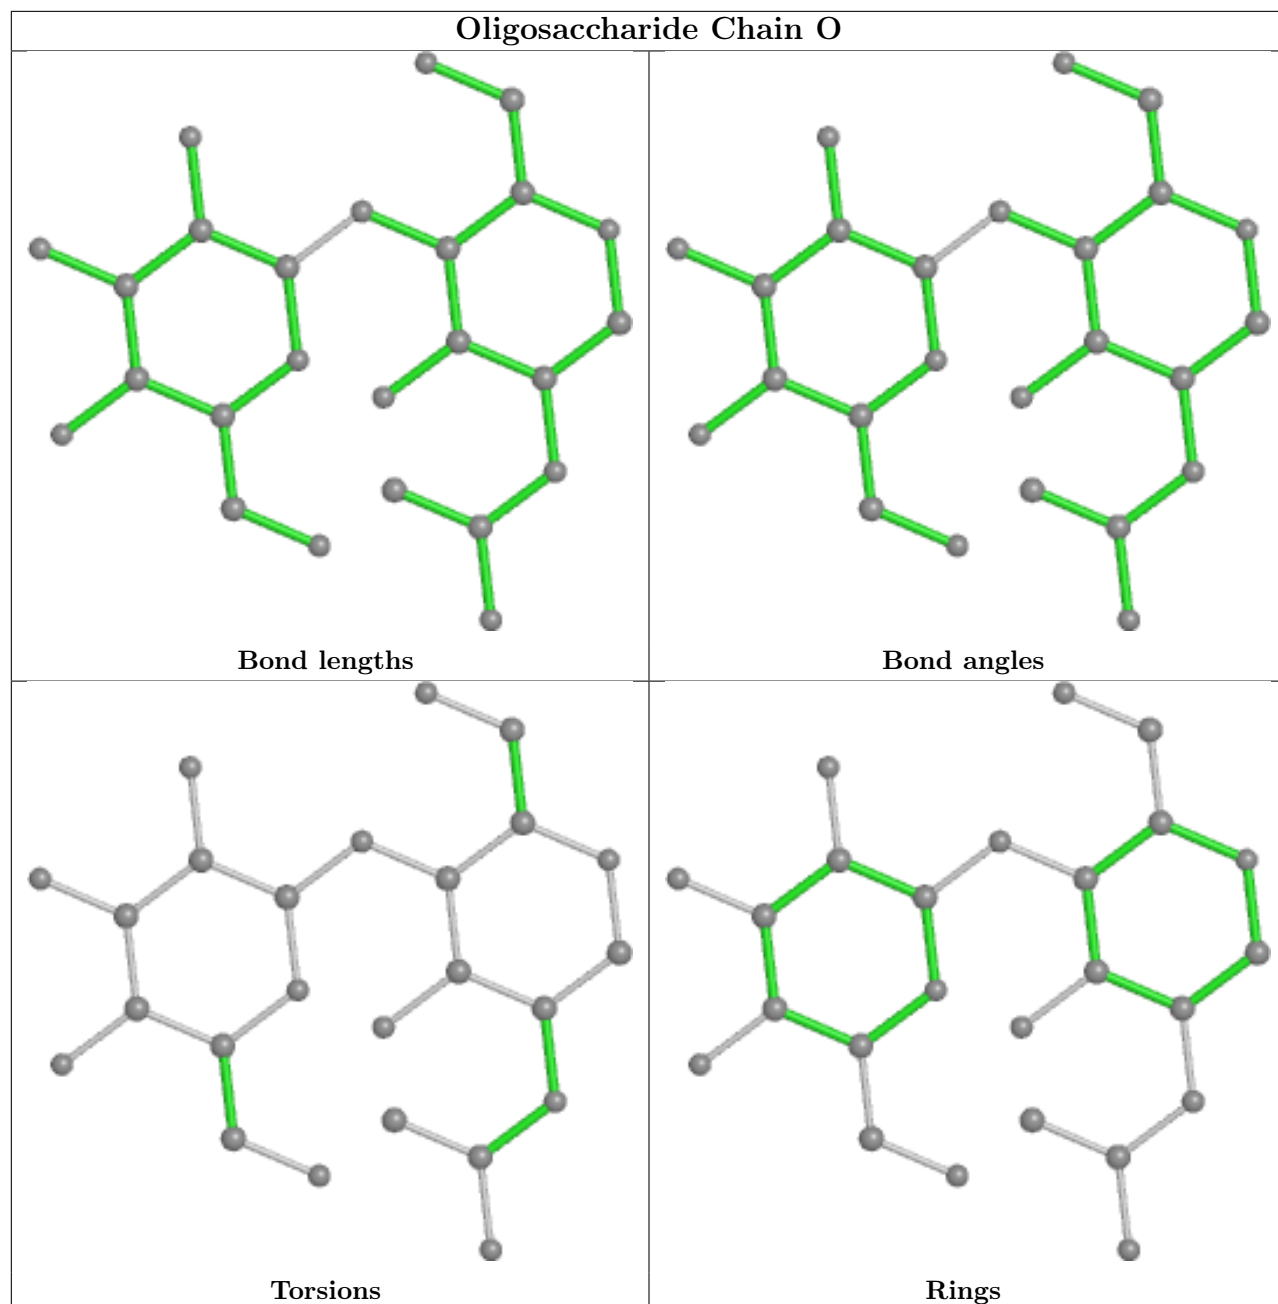 Oligosaccharide Chain O
Bond lengths
Bond angles
Torsions
Rings